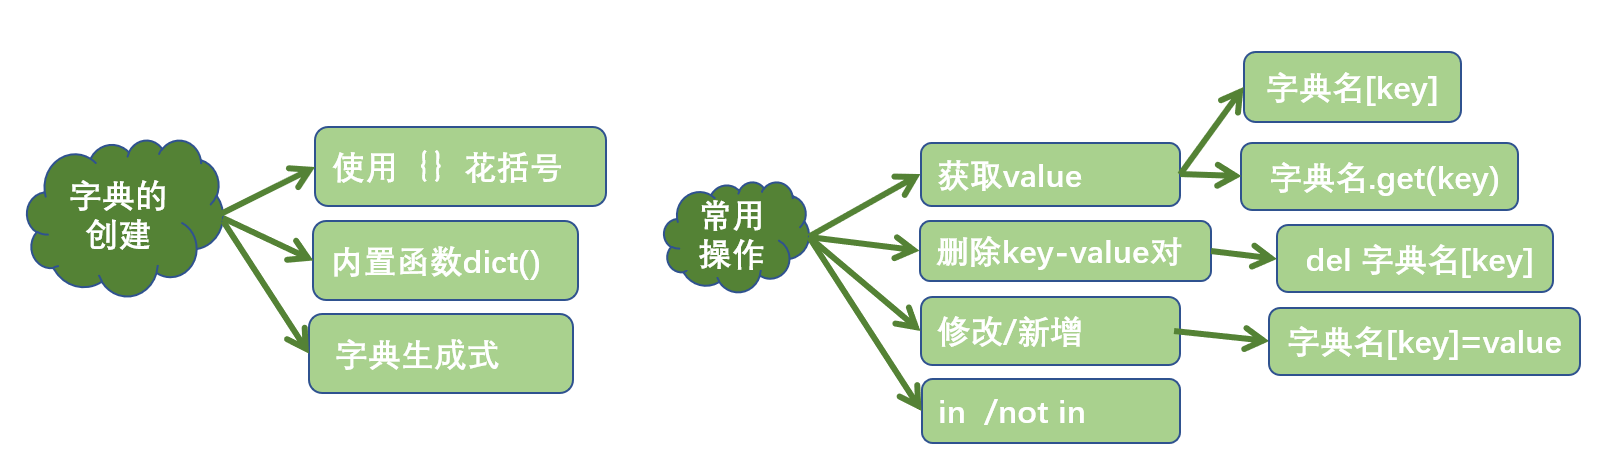 字典的
创建
使用 {} 花括号
内置函数dict()
字典生成式
常用
操作
获取value
字典名[key]
字典名.get(key)
删除key-value对
del 字典名[key]
修改/新增
字典名[key]=value
in /not in